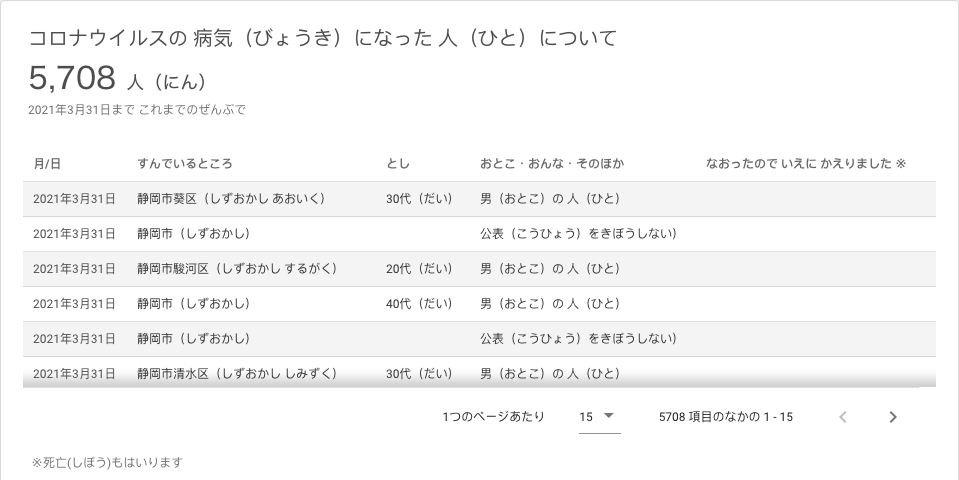 コロナウイルスの 病気（びょうき）になった 人（ひと）について
5,708 人（にん）
2021年3月31日まで これまでのぜんぶで
月/日 すんでいるところ とし おとこ・おんな・そのほか なおったので いえに かえりました ※
2021年3月31日 静岡市葵区（しずおかし あおいく） 30代（だい） 男（おとこ）の 人（ひと）
2021年3月31日 静岡市（しずおかし） 公表（こうひょう）をきぼうしない）
2021年3月31日 静岡市駿河区（しずおかし するがく） 20代（だい） 男（おとこ）の 人（ひと）
2021年3月31日 静岡市（しずおかし） 40代（だい） 男（おとこ）の 人（ひと）
2021年3月31日 静岡市（しずおかし） 公表（こうひょう）をきぼうしない）
2021年3月31日 静岡市清水区（しずおかし しみずく） 30代（だい） 男（おとこ）の 人（ひと）
1つのページあたり 15 5708 項目のなかの 1 - 15
※死亡(しぼう)もはいります